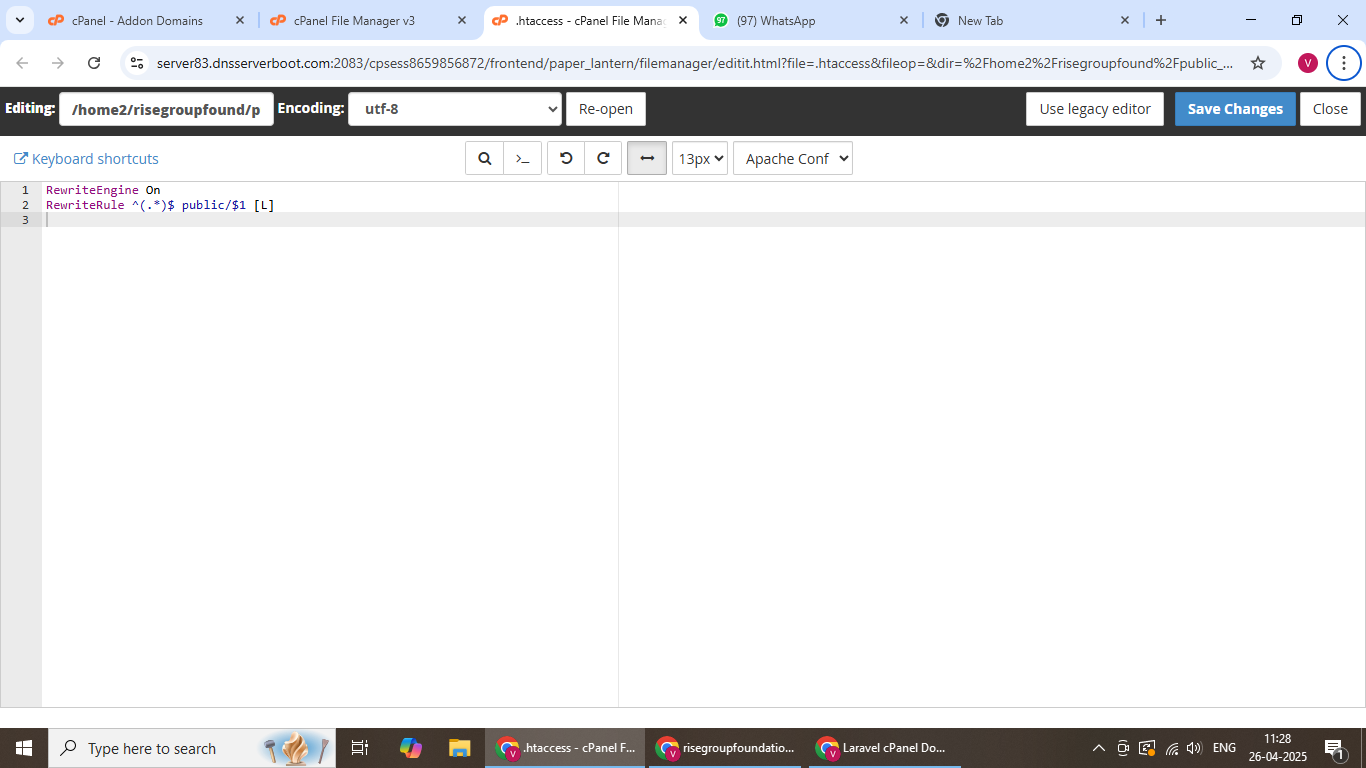 cPanel - Addon Domains
cPanel File Manager v3
.htaccess - cPanel File Mana
97
(97) WhatsApp
New Tab
server83.dnsserverboot.com:2083/cpsess8659856872/frontend/paper_lantern/filemanager/editit.html?file=.htaccess&fileop=&dir=%2Fhome2%2Frisegroupfound%2Fpublic_...
V
Editing: /home2/risegroupfound/p Encoding: utf-8 Re-open Use legacy editor Save Changes Close
Keyboard shortcuts 13px Apache Conf
1 RewriteEngine On
2 RewriteRule ^(.*)$ public/$1 [L]
3
Type here to search
.htaccess - cPanel F...
risegroupfoundatio...
Laravel cPanel Do...
ENG
11:28
26-04-2025
1